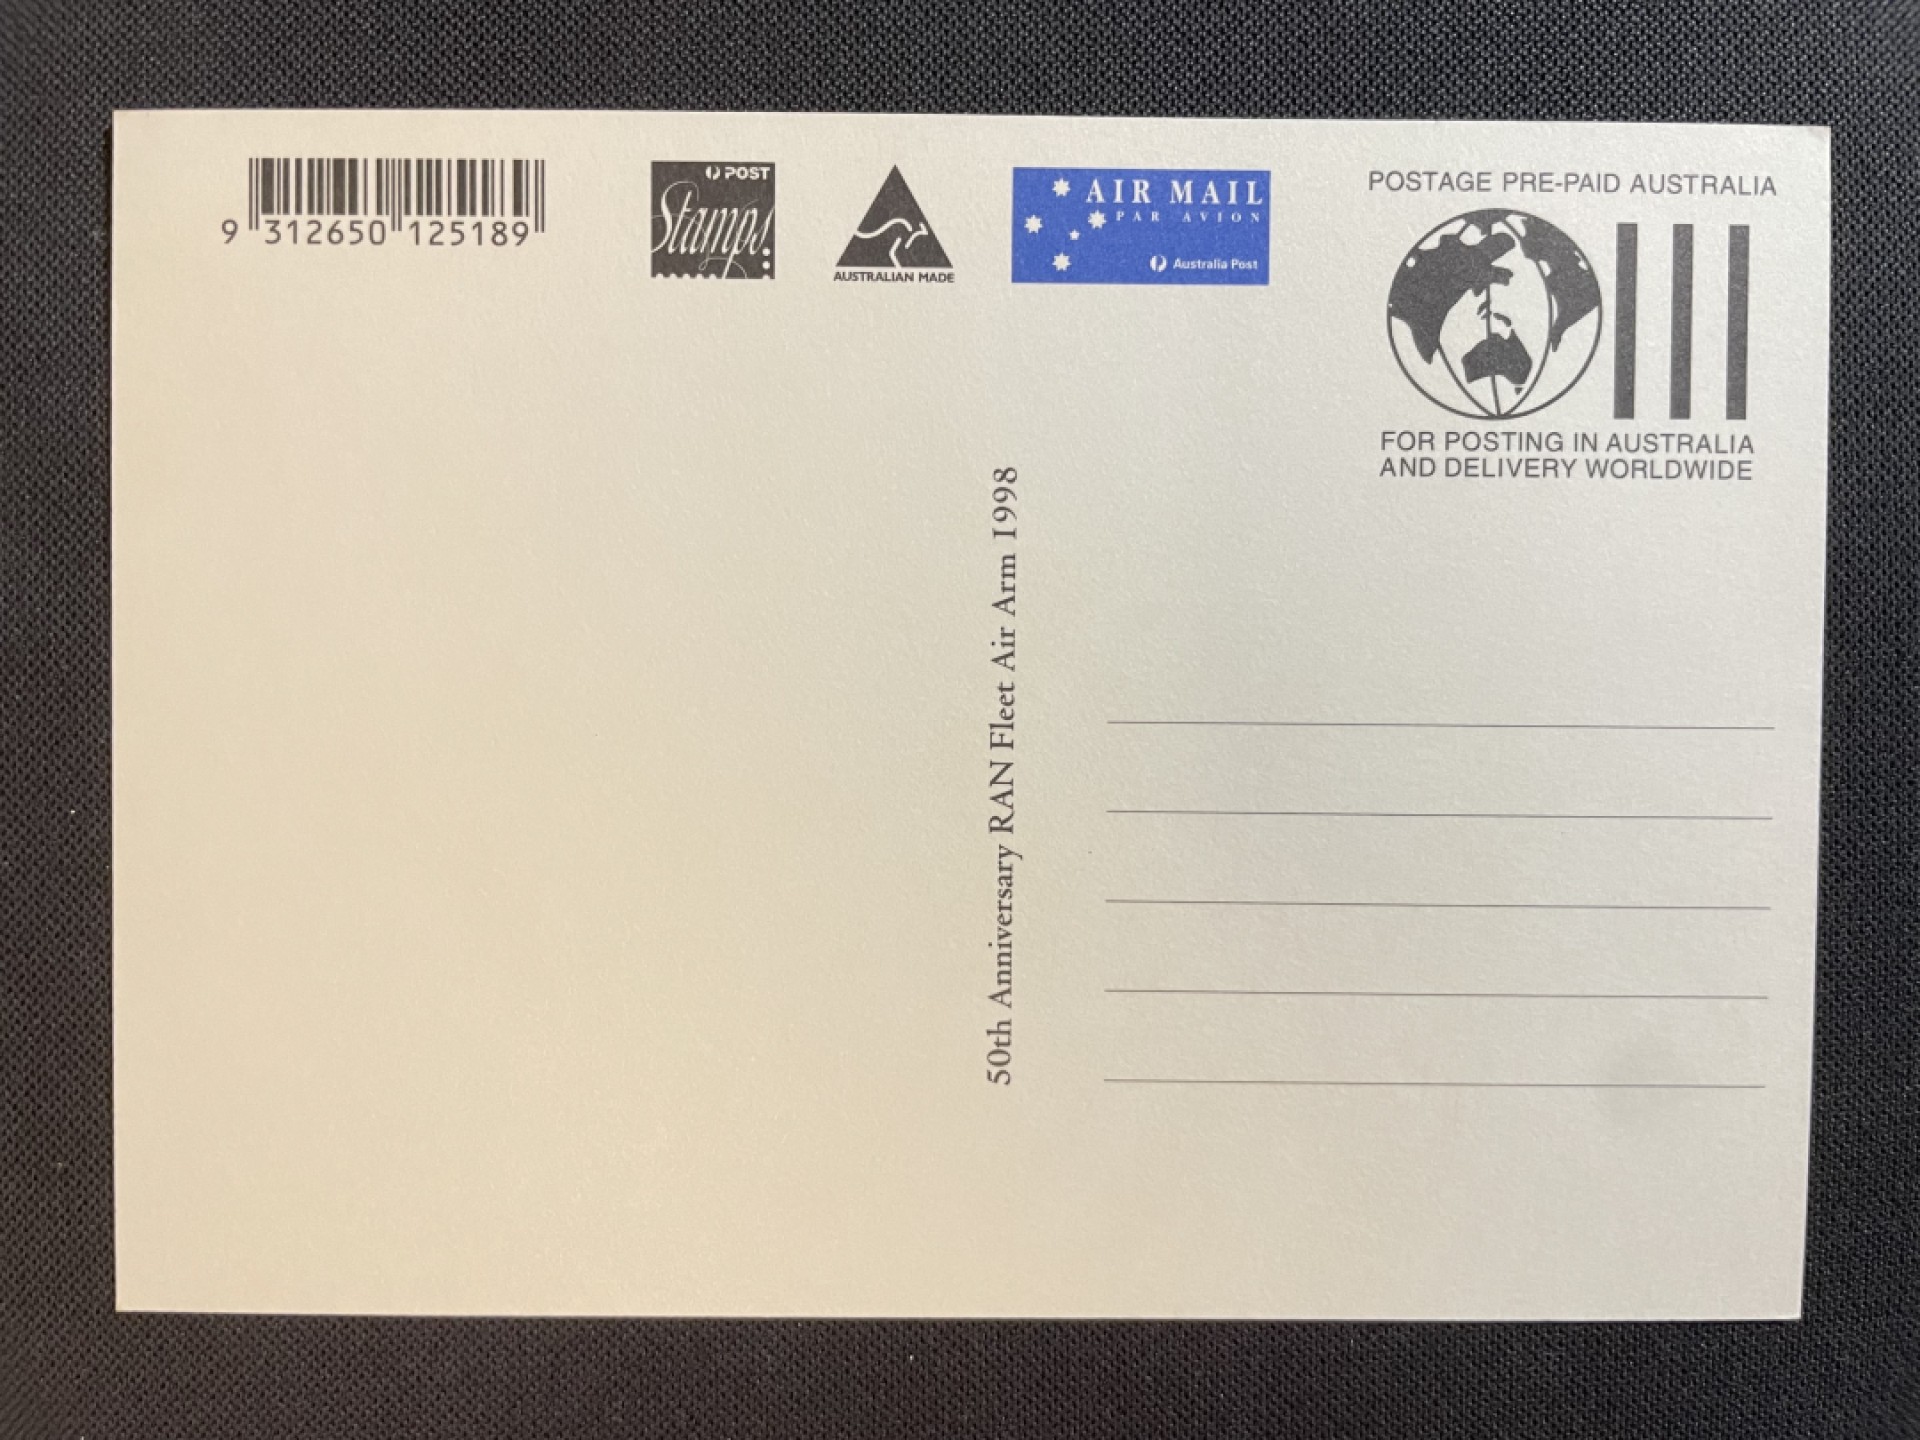 9 312650 125189
POST
Stamps
AUSTRALIAN MADE
AIR MAIL
PAR AVION
Australia Post
POSTAGE PRE-PAID AUSTRALIA
FOR POSTING IN AUSTRALIA
AND DELIVERY WORLDWIDE
50th Anniversary RAN Fleet Air Arm 1998